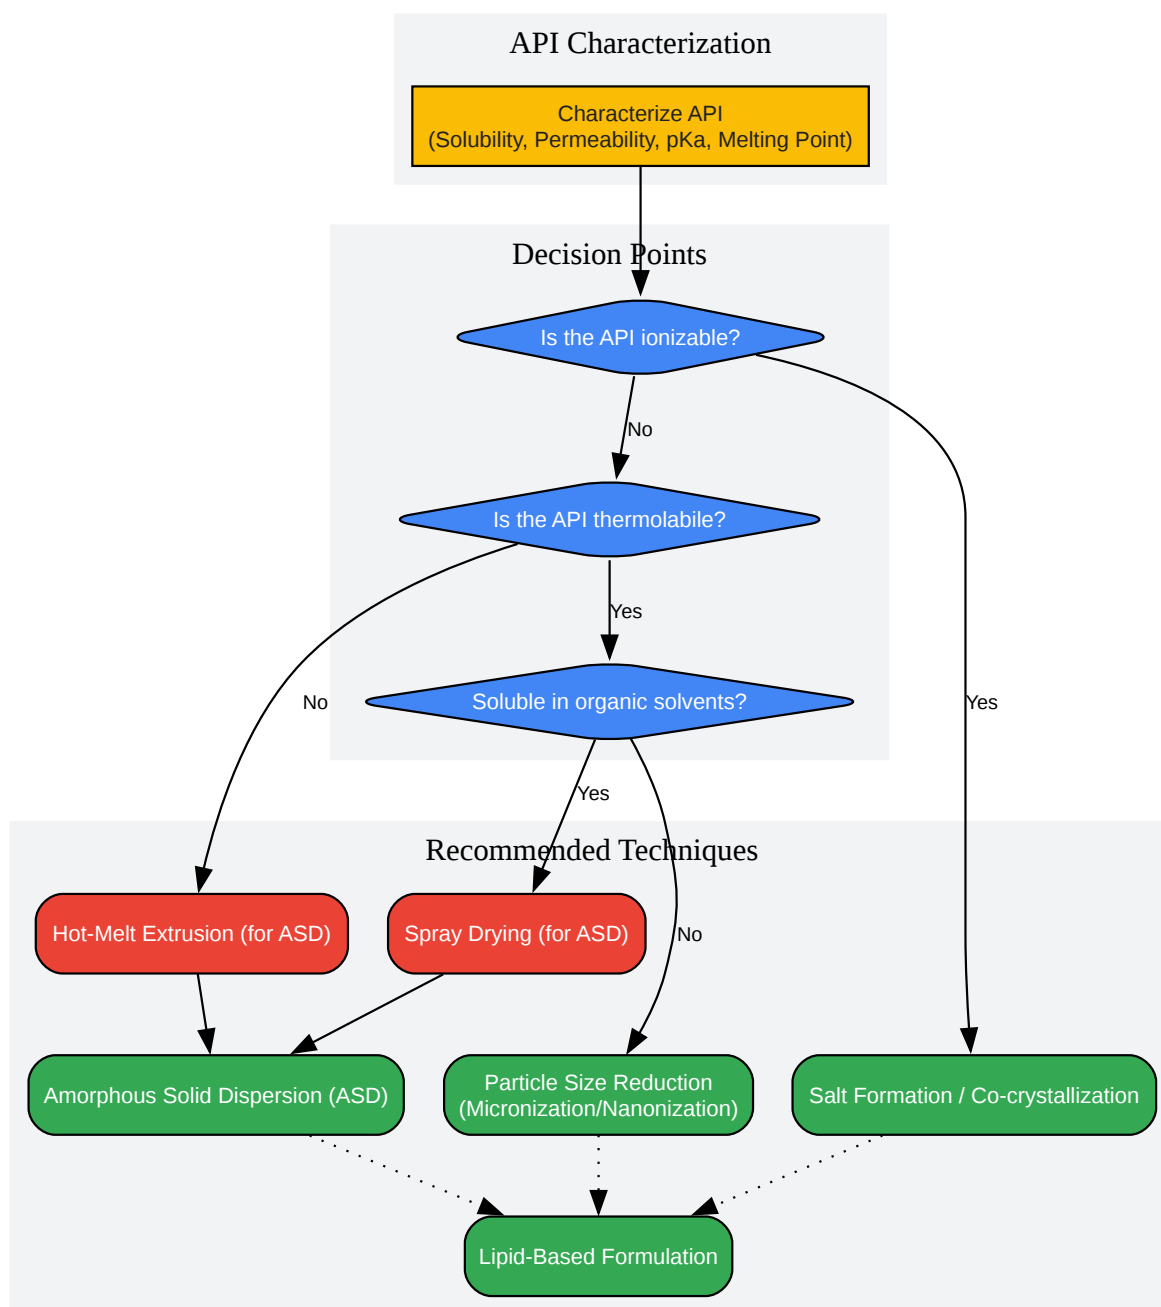 API Characterization
Characterize API
(Solubility, Permeability, pKa, Melting Point)
Decision Points
Is the API ionizable?
No
Is the API thermolabile?
Yes
Soluble in organic solvents?
No
Yes
Yes
Recommended Techniques
Hot-Melt Extrusion (for ASD)
Spray Drying (for ASD)
No
Amorphous Solid Dispersion (ASD)
Particle Size Reduction
(Micronization/Nanonization)
Salt Formation / Co-crystallization
Lipid-Based Formulation